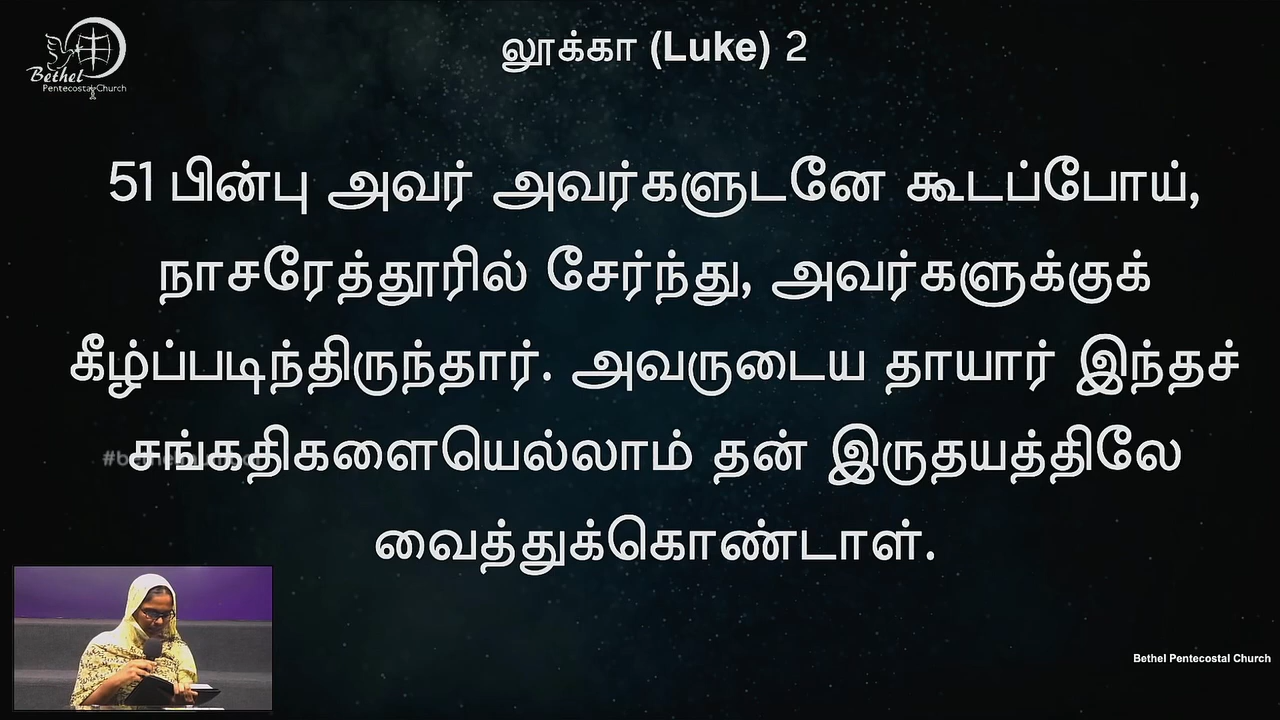 லூக்கா (Luke) 2
Bethel
Pentecostal Church
51 பின்பு அவர் அவர்களுடனே கூடப்போய்,
நாசரேத்தூரில் சேர்ந்து, அவர்களுக்குக்
கீழ்ப்படிந்திருந்தார். அவருடைய தாயார் இந்தச்
சங்கதிகளையெல்லாம் தன் இருதயத்திலே
வைத்துக்கொண்டாள்.
Bethel Pentecostal Church